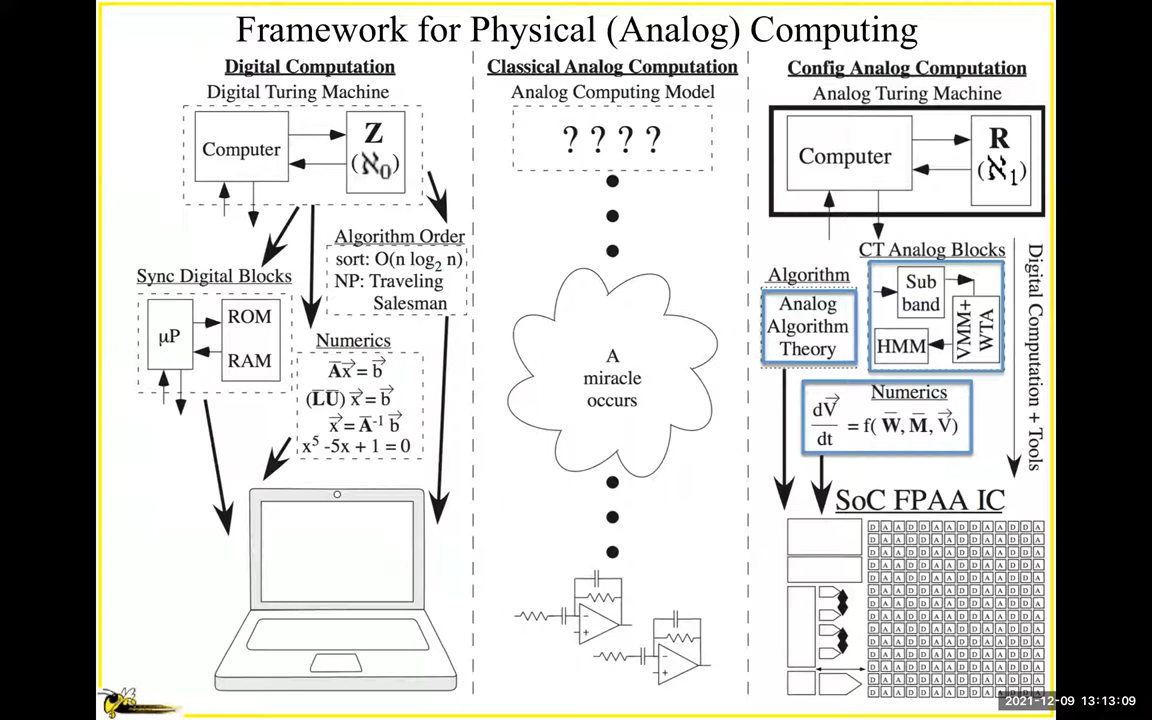 Framework for Physical (Analog) Computing
Digital Computation
Digital Turing Machine
Computer
Z
(ℵ0)
Algorithm Order
sort: O(n log2 n)
NP: Traveling
Salesman
Sync Digital Blocks
μP
ROM
RAM
Numerics
A̅x⃗ = b⃗
(L̅U̅) x⃗ = b⃗
x⃗ = A̅⁻¹ b⃗
x⁵ -5x + 1 = 0
Classical Analog Computation
Analog Computing Model
? ? ? ?
A
miracle
occurs
Config Analog Computation
Analog Turing Machine
Computer
R
(ℵ1)
CT Analog Blocks
Sub
band
VMM+
WTA
HMM
Algorithm
Analog
Algorithm
Theory
Numerics
dV⃗
dt
= f( W̅, M̅, V⃗)
Digital Computation + Tools
SoC FPAA IC
2021-12-09 13:13:09